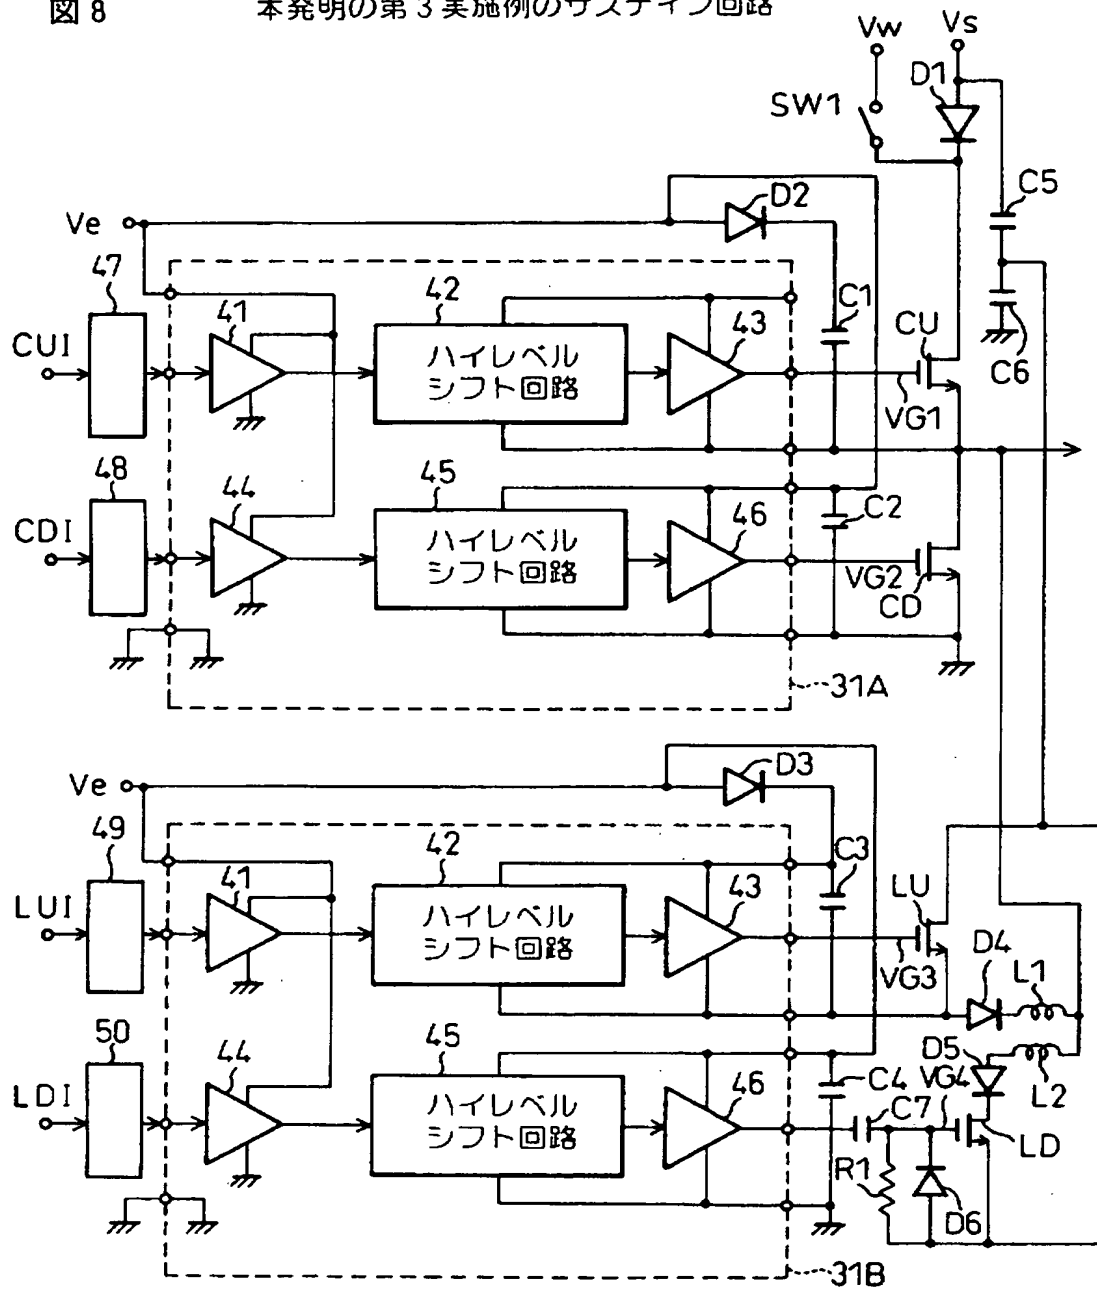 図8 本発明の第3実施例のサステイン回路
Vw Vs
D1
SW1
C5
D2
Ve
47
42
C1
41
43
CU
CUI
ハイレベル
シフト回路
C6
VG1
48
45
44
C2
46
CDI
ハイレベル
シフト回路
VG2
CD
31A
D3
Ve
49
42
C3
41
43
LU
LUI
ハイレベル
シフト回路
D4
L1
VG3
50
45
44
D5
C4
VG4
46
L2
LDI
ハイレベル
シフト回路
C7
LD
R1
D6
31B